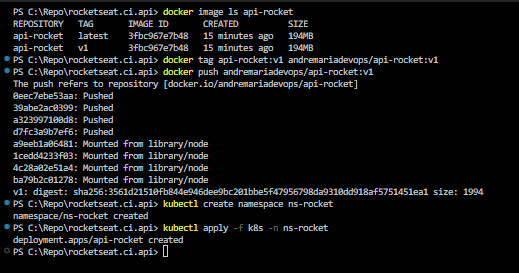 PS C:\Repo\rocketseat.ci.api> docker image ls api-rocket
REPOSITORY   TAG       IMAGE ID       CREATED          SIZE
api-rocket   latest    3fbc967e7b48   15 minutes ago   194MB
api-rocket   v1        3fbc967e7b48   15 minutes ago   194MB
PS C:\Repo\rocketseat.ci.api> docker tag api-rocket:v1 andremariadevops/api-rocket:v1
PS C:\Repo\rocketseat.ci.api> docker push andremariadevops/api-rocket:v1
The push refers to repository [docker.io/andremariadevops/api-rocket]
0eec7ebe53aa: Pushed
39abe2ac0399: Pushed
a323997100d8: Pushed
d7fc3a9b7ef6: Pushed
a9eeb1a06481: Mounted from library/node
1cedd4233f03: Mounted from library/node
4c28a02e51a4: Mounted from library/node
ba79b2c01278: Mounted from library/node
v1: digest: sha256:3561d21510fb844e946dee9bc201bbe5f47956798da9310dd918af5751451ea1 size: 1994
PS C:\Repo\rocketseat.ci.api> kubectl create namespace ns-rocket
namespace/ns-rocket created
PS C:\Repo\rocketseat.ci.api> kubectl apply -f k8s -n ns-rocket
deployment.apps/api-rocket created
PS C:\Repo\rocketseat.ci.api>